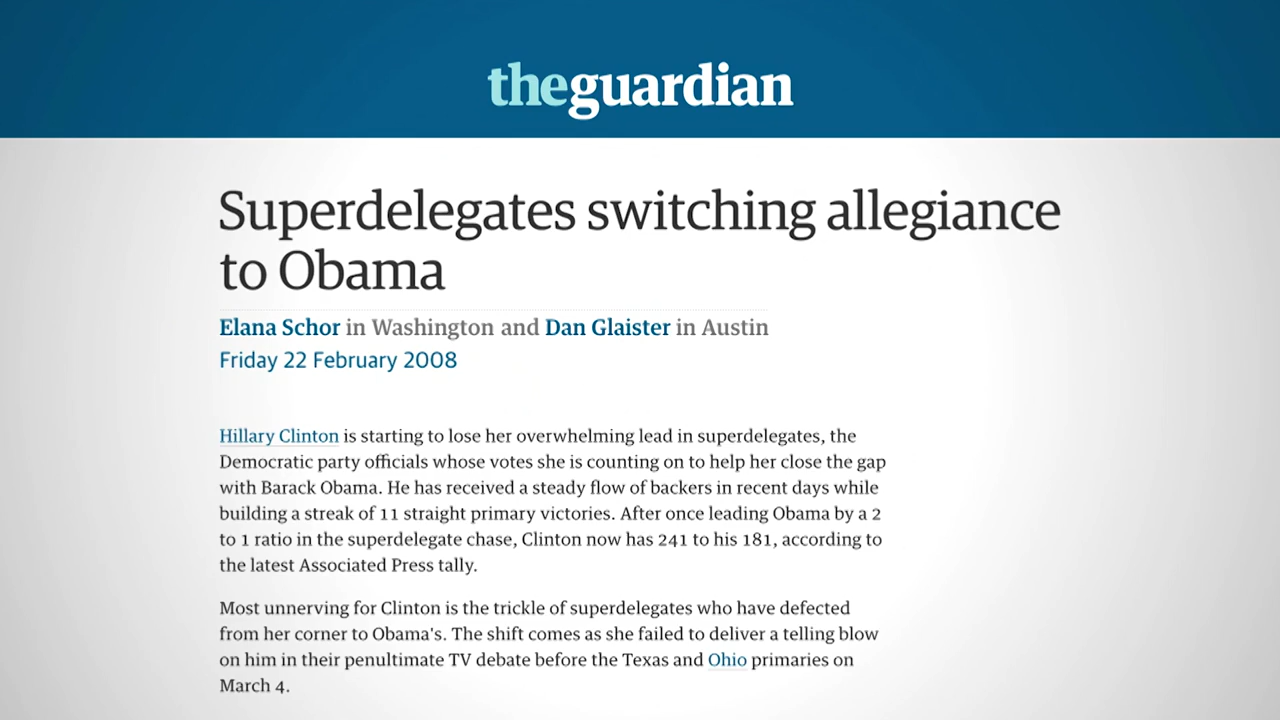 theguardian
Superdelegates switching allegiance
to Obama
Elana Schor in Washington and Dan Glaister in Austin
Friday 22 February 2008
Hillary Clinton is starting to lose her overwhelming lead in superdelegates, the
Democratic party officials whose votes she is counting on to help her close the gap
with Barack Obama. He has received a steady flow of backers in recent days while
building a streak of 11 straight primary victories. After once leading Obama by a 2
to 1 ratio in the superdelegate chase, Clinton now has 241 to his 181, according to
the latest Associated Press tally.
Most unnerving for Clinton is the trickle of superdelegates who have defected
from her corner to Obama's. The shift comes as she failed to deliver a telling blow
on him in their penultimate TV debate before the Texas and Ohio primaries on
March 4.